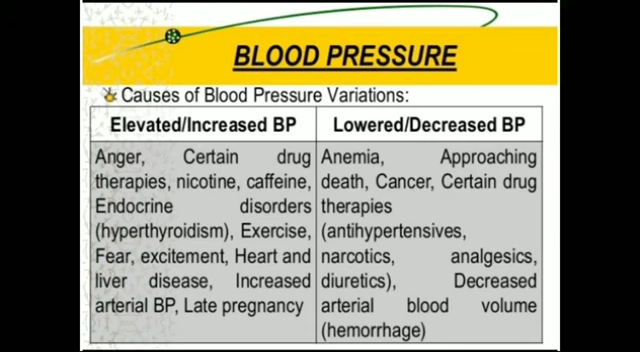 BLOOD PRESSURE
Causes of Blood Pressure Variations:
Elevated/Increased BP
Anger, Certain drug
therapies, nicotine, caffeine,
Endocrine disorders
(hyperthyroidism), Exercise,
Fear, excitement, Heart and
liver disease, Increased
arterial BP, Late pregnancy
Lowered/Decreased BP
Anemia, Approaching
death, Cancer, Certain drug
therapies
(antihypertensives,
narcotics, analgesics,
diuretics), Decreased
arterial blood volume
(hemorrhage)